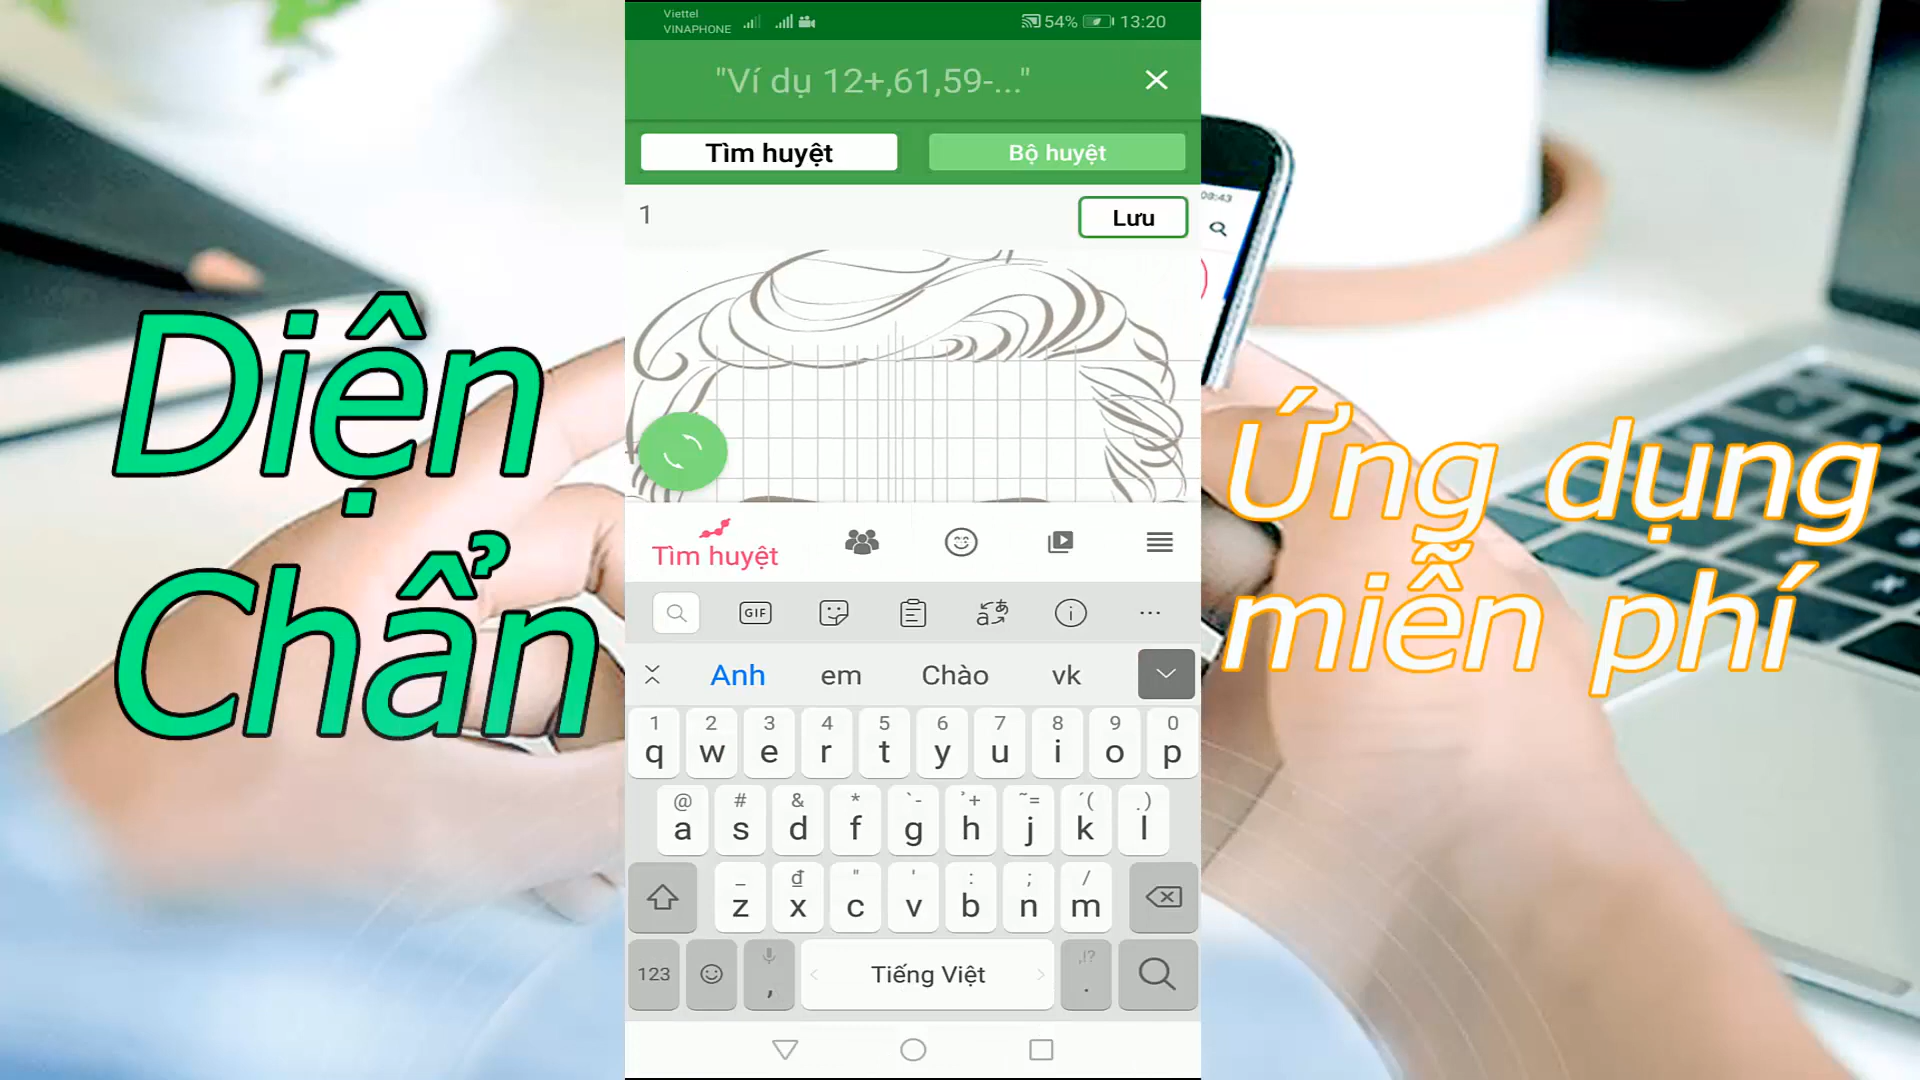 Viettel
VINAPHONE
54% 13:20
"Ví dụ 12+,61,59-..."
Tìm huyệt Bộ huyệt
1 Lưu
08:43
Diện
Chẩn
Ứng dụng
miễn phí
Tìm huyệt
GIF
Anh em Chào vk
1 2 3 4 5 6 7 8 9 0
q w e r t y u i o p
@ # & * `- ̉+ ~= ´( .)
a s d f g h j k l
_ đ " ' : ; /
z x c v b n m
123 , Tiếng Việt ,!? .